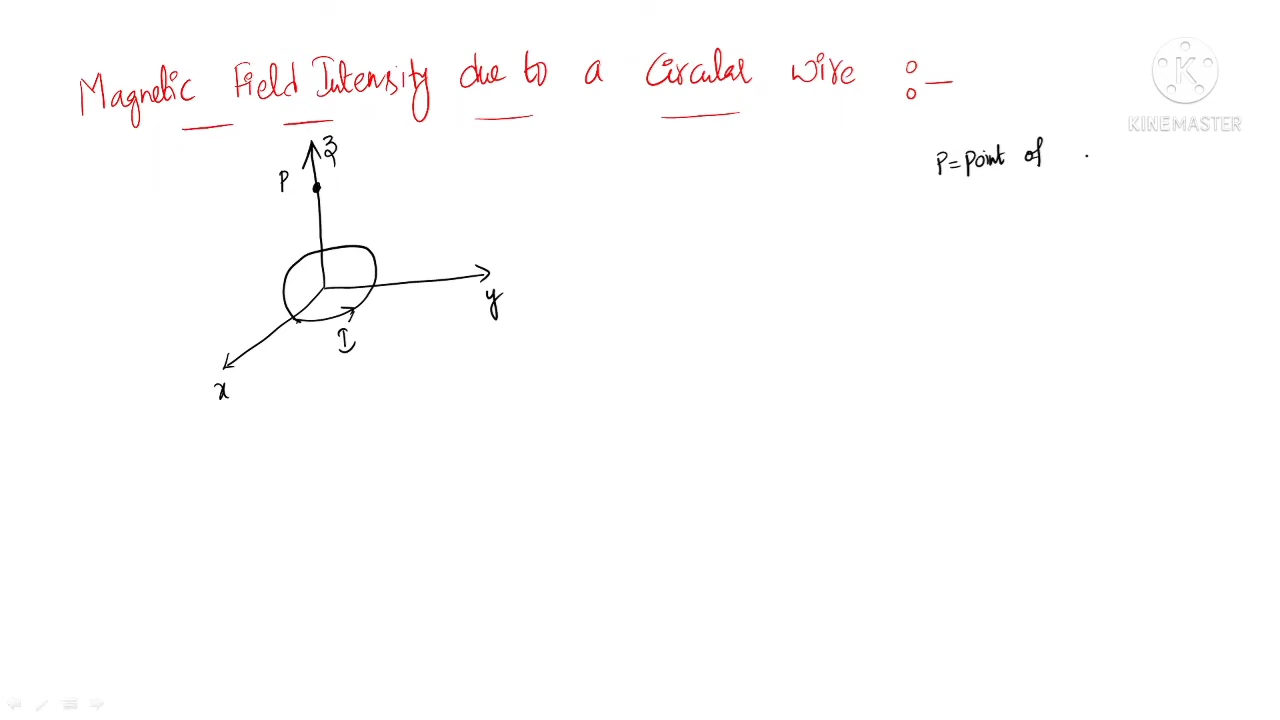 Magnetic Field Intensity due to a Circular wire :-
KINEMASTER
P=Point of
z
P
y
I
x